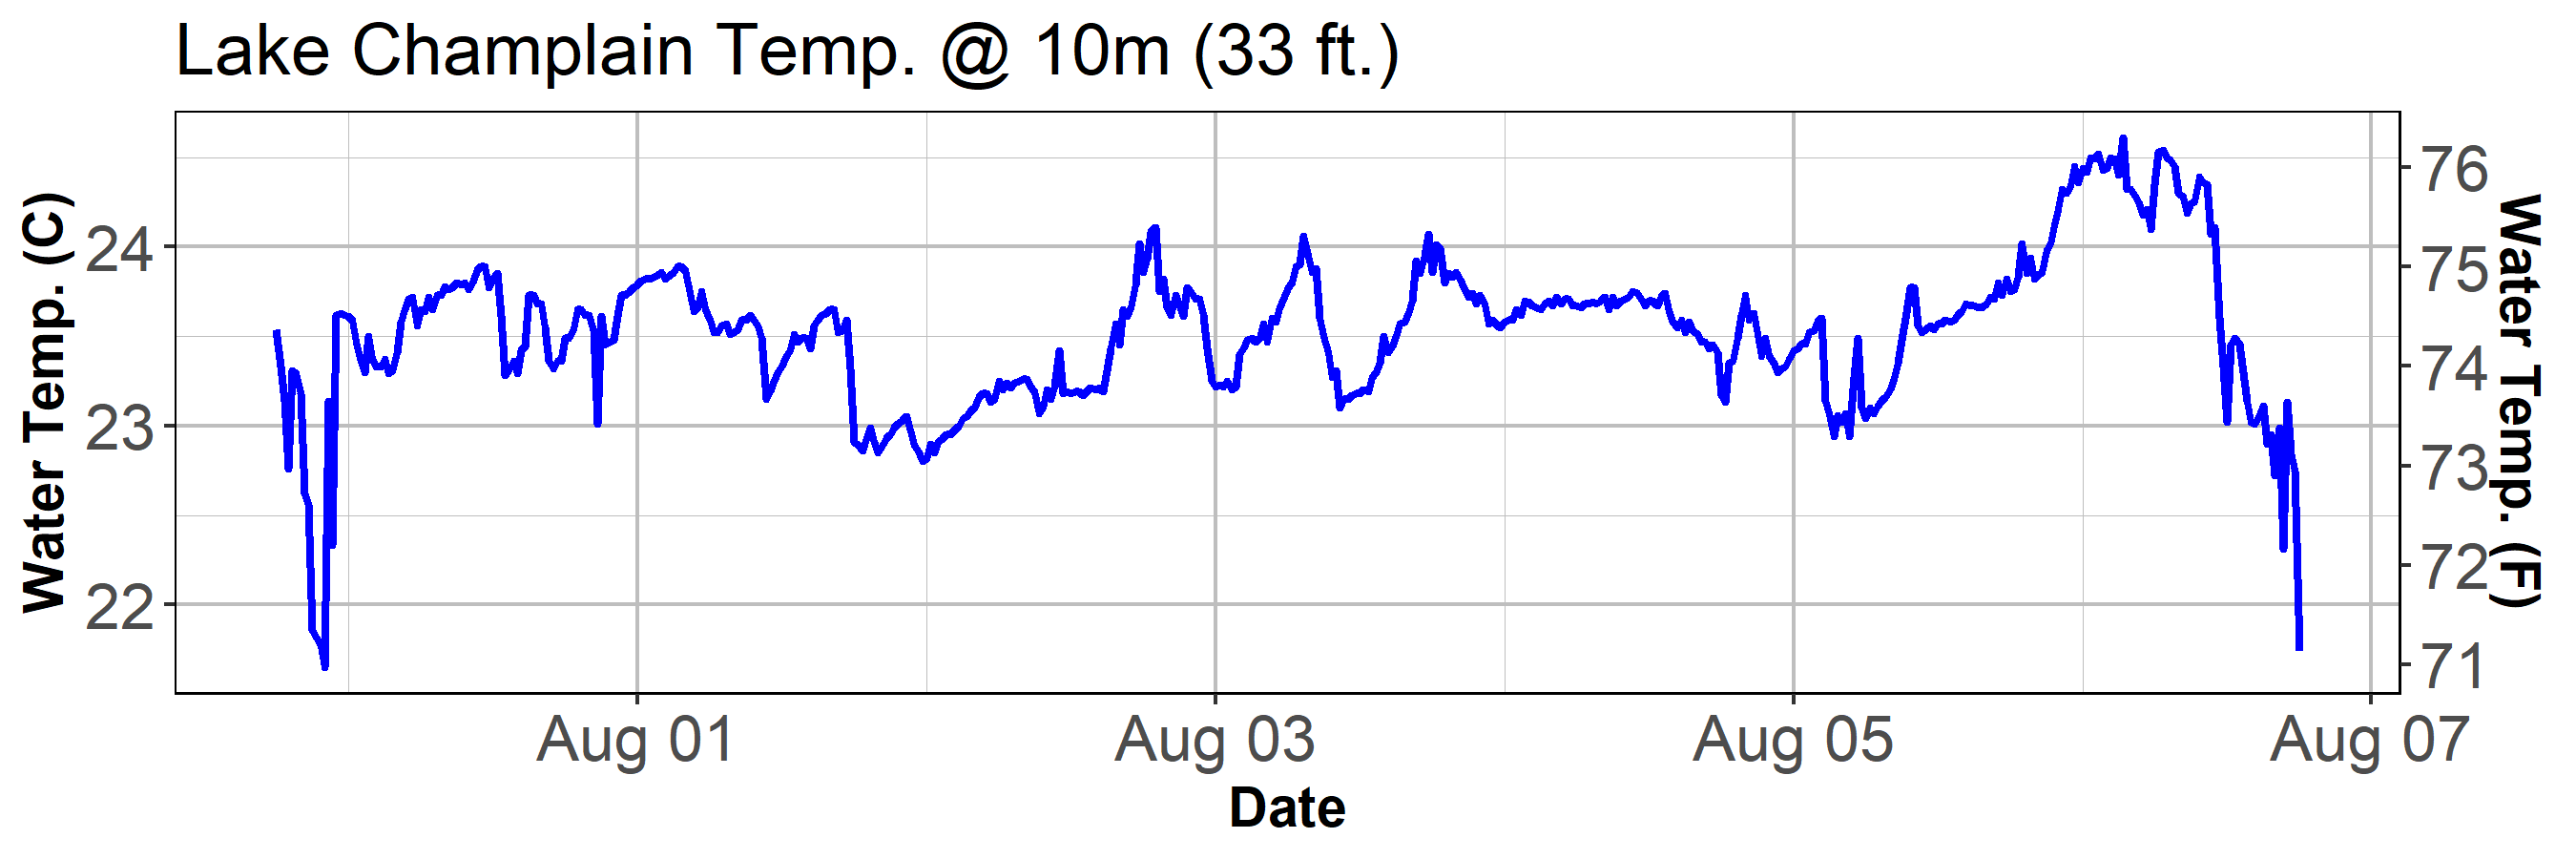 Lake Champlain Temp. @ 10m (33 ft.)
Water Temp. (C)
24
23
22
76
75
74
73
72
71
Water Temp. (F)
Aug 01
Aug 03
Aug 05
Aug 07
Date